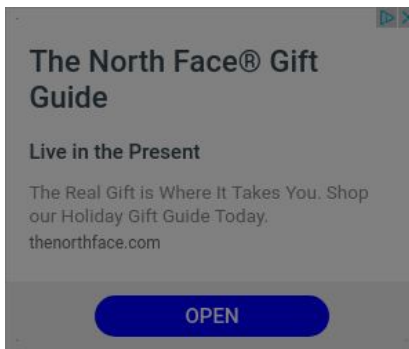 The North Face® Gift
Guide
Live in the Present
The Real Gift is Where It Takes You. Shop
our Holiday Gift Guide Today.
thenorthface.com
OPEN